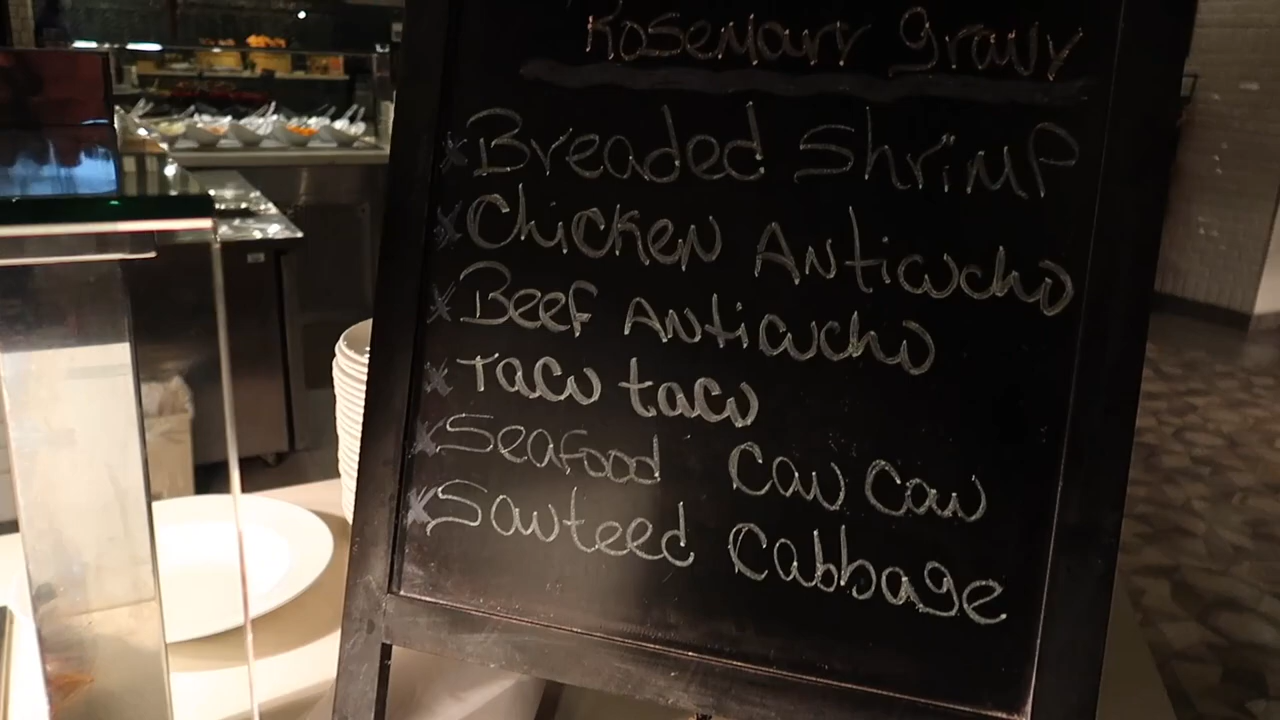 Rosemary gravy
x Breaded Shrimp
x Chicken Anticucho
x Beef Anticucho
x Taco taco
x Seafood Cau Cau
x Sauteed Cabbage